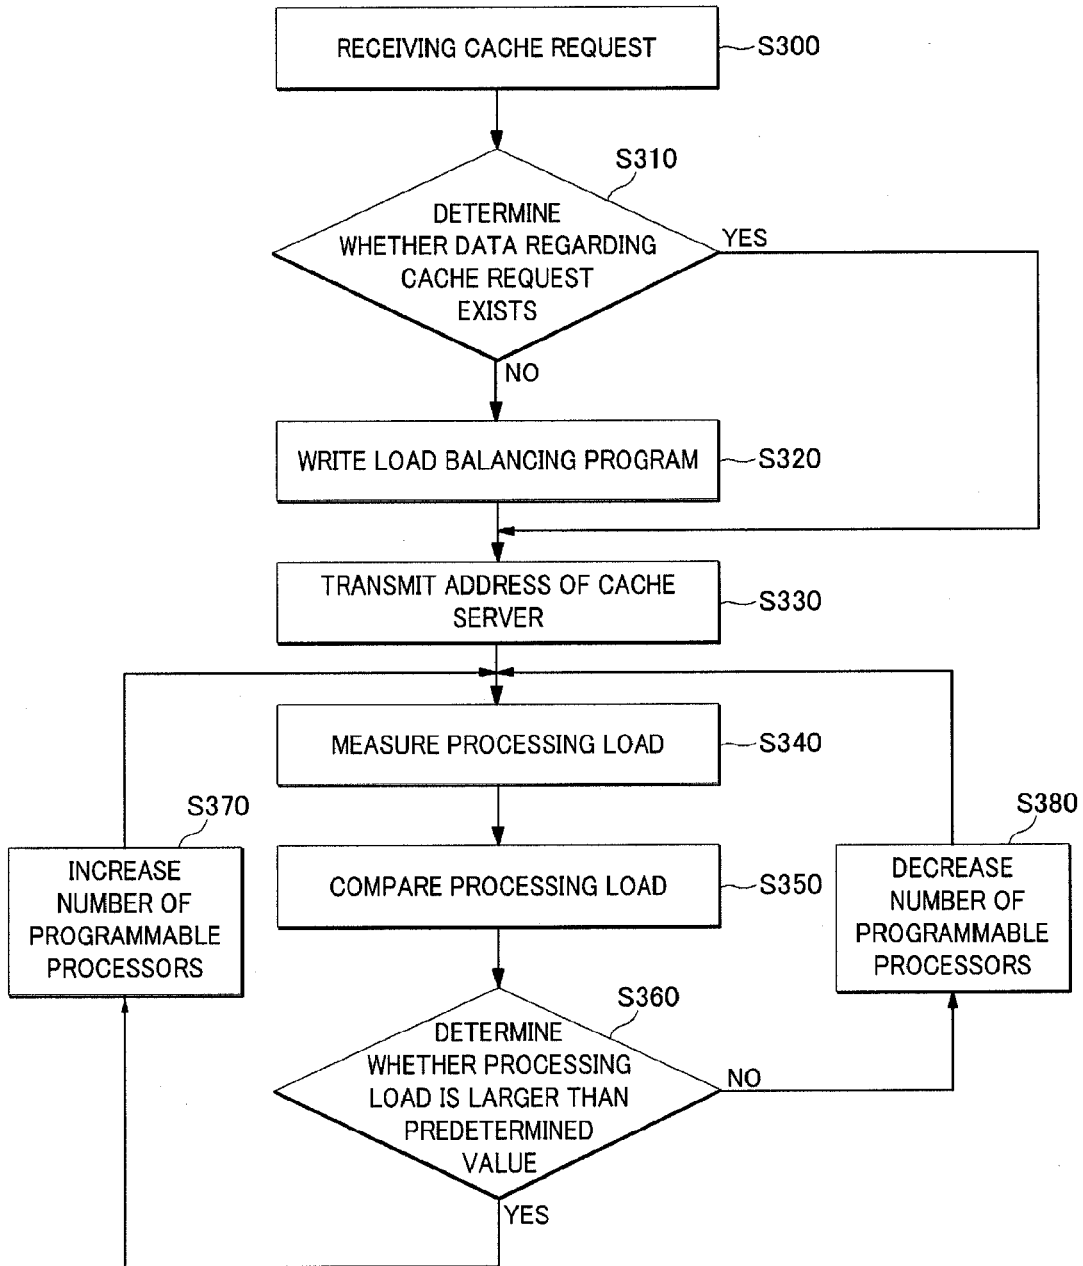 RECEIVING CACHE REQUEST
S300
S310
DETERMINE
WHETHER DATA REGARDING
CACHE REQUEST
EXISTS
YES
NO
WRITE LOAD BALANCING PROGRAM
S320
TRANSMIT ADDRESS OF CACHE
SERVER
S330
MEASURE PROCESSING LOAD
S340
S370
INCREASE
NUMBER OF
PROGRAMMABLE
PROCESSORS
COMPARE PROCESSING LOAD
S350
S380
DECREASE
NUMBER OF
PROGRAMMABLE
PROCESSORS
S360
DETERMINE
WHETHER PROCESSING
LOAD IS LARGER THAN
PREDETERMINED
VALUE
NO
YES